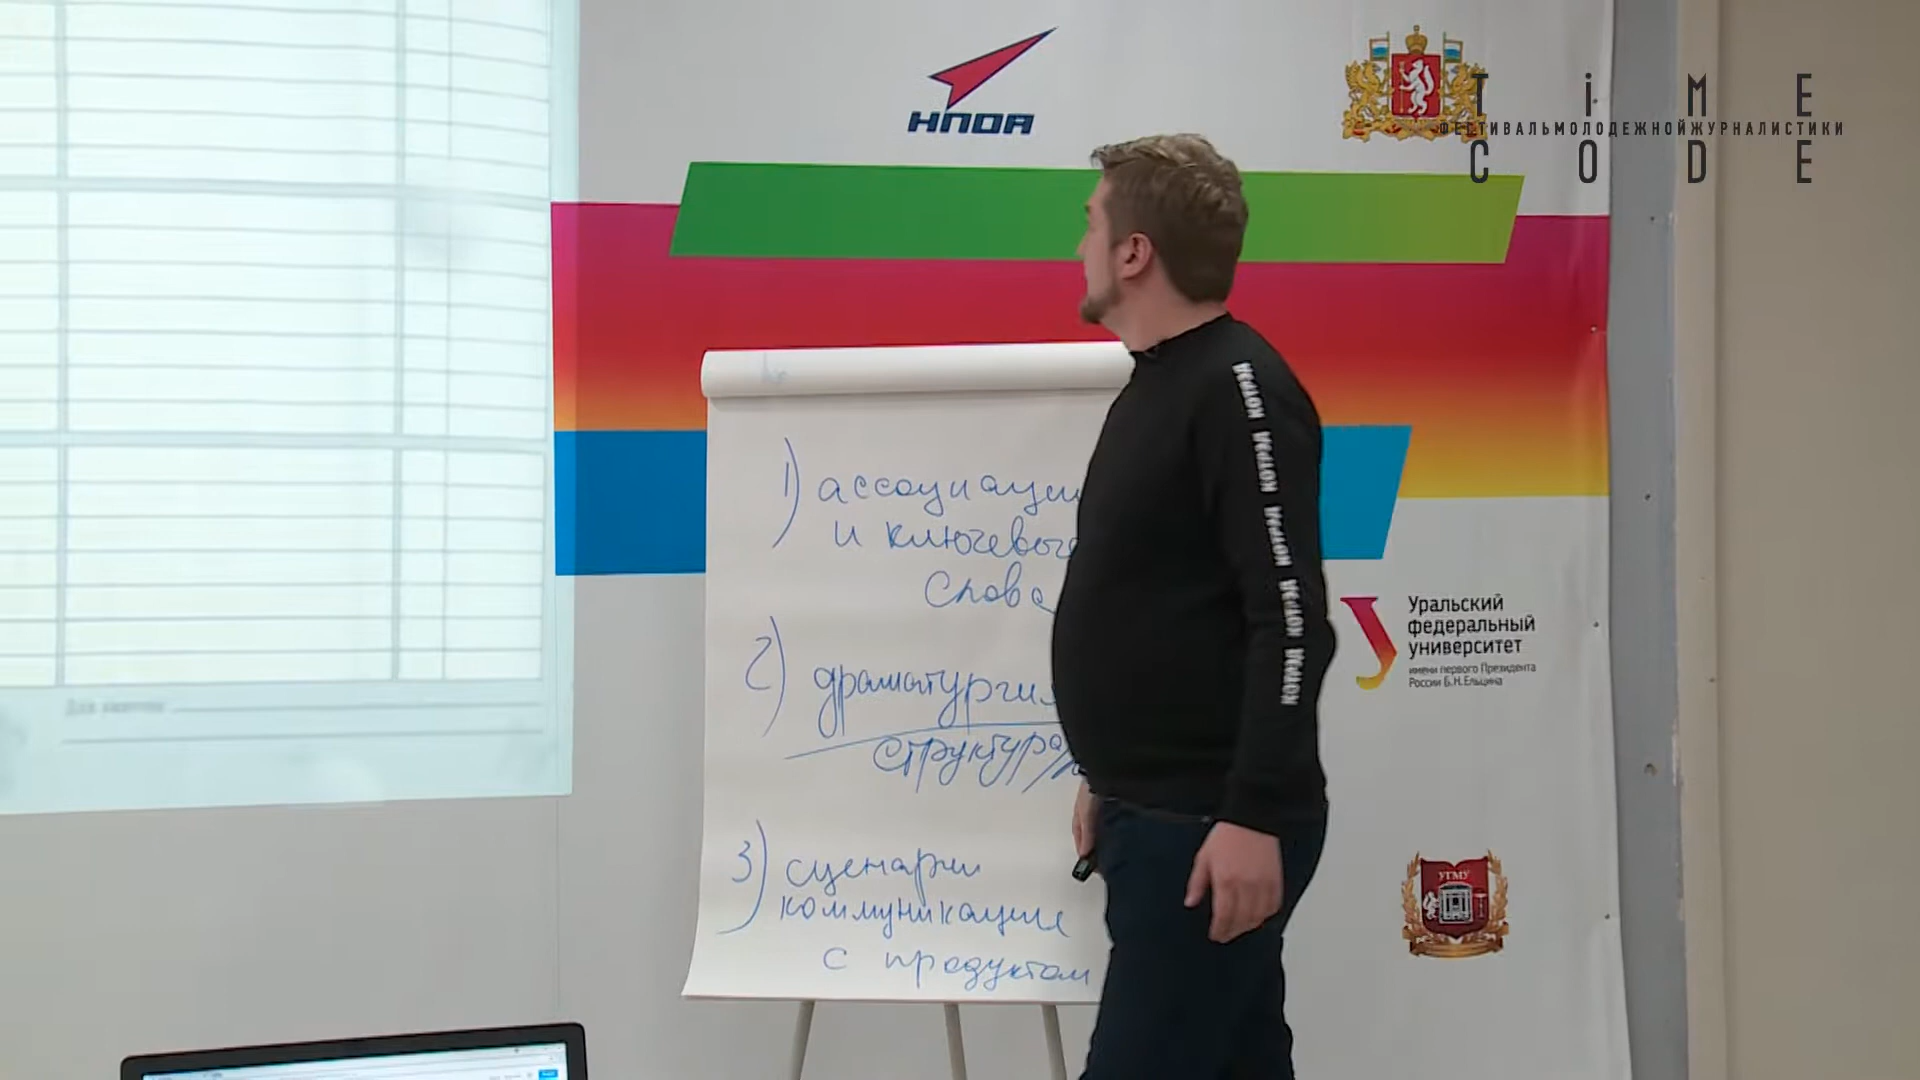 НПОА
TiME
ФЕСТИВАЛЬМОЛОДЕЖНОЙЖУРНАЛИСТИКИ
CODE
1) ассоциации
и ключевые
слова
2) драматургия
структура
3) сценарии
коммуникации
с продуктом
Уральский
федеральный
университет
имени первого Президента
России Б.Н.Ельцина
УГМУ